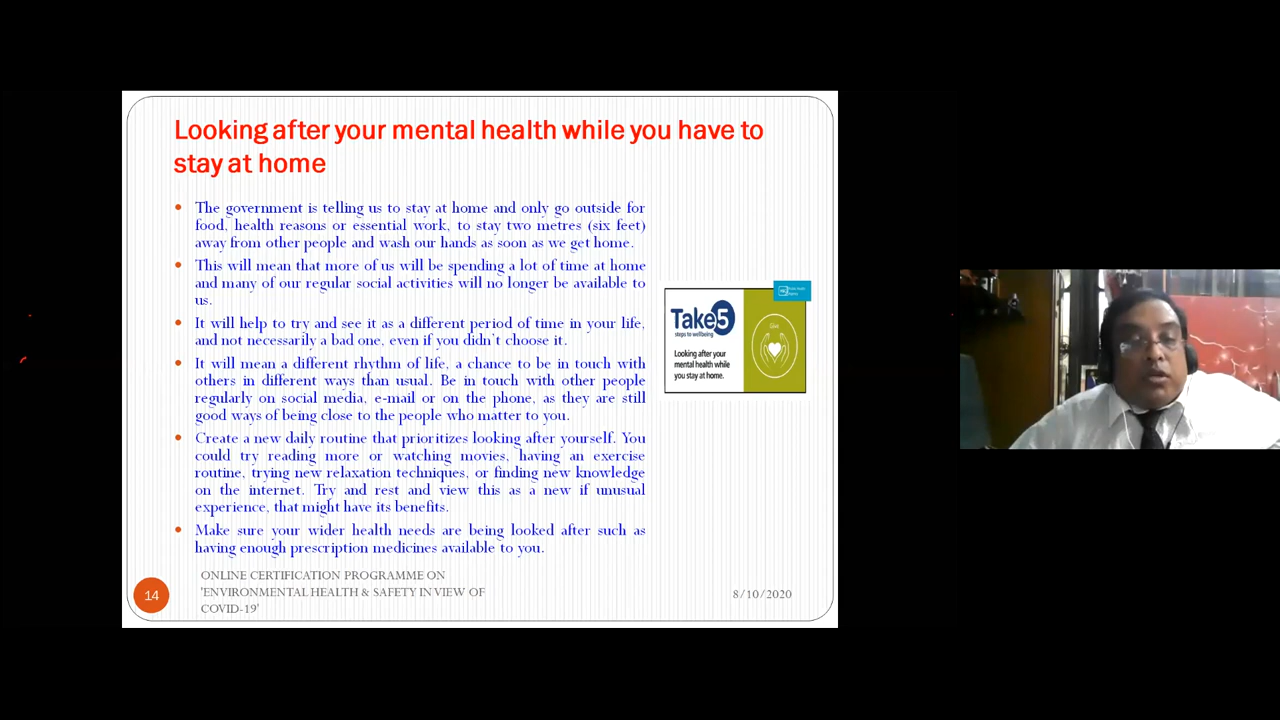 Looking after your mental health while you have to
stay at home
The government is telling us to stay at home and only go outside for
food, health reasons or essential work, to stay two metres (six feet)
away from other people and wash our hands as soon as we get home.
This will mean that more of us will be spending a lot of time at home
and many of our regular social activities will no longer be available to
us.
It will help to try and see it as a different period of time in your life,
and not necessarily a bad one, even if you didn't choose it.
It will mean a different rhythm of life, a chance to be in touch with
others in different ways than usual. Be in touch with other people
regularly on social media, e-mail or on the phone, as they are still
good ways of being close to the people who matter to you.
Create a new daily routine that prioritizes looking after yourself. You
could try reading more or watching movies, having an exercise
routine, trying new relaxation techniques, or finding new knowledge
on the internet. Try and rest and view this as a new if unusual
experience, that might have its benefits.
Make sure your wider health needs are being looked after such as
having enough prescription medicines available to you.
Take5
steps to wellbeing
Looking after your
mental health while
you stay at home.
Give
14
ONLINE CERTIFICATION PROGRAMME ON
'ENVIRONMENTAL HEALTH & SAFETY IN VIEW OF
COVID-19'
8/10/2020